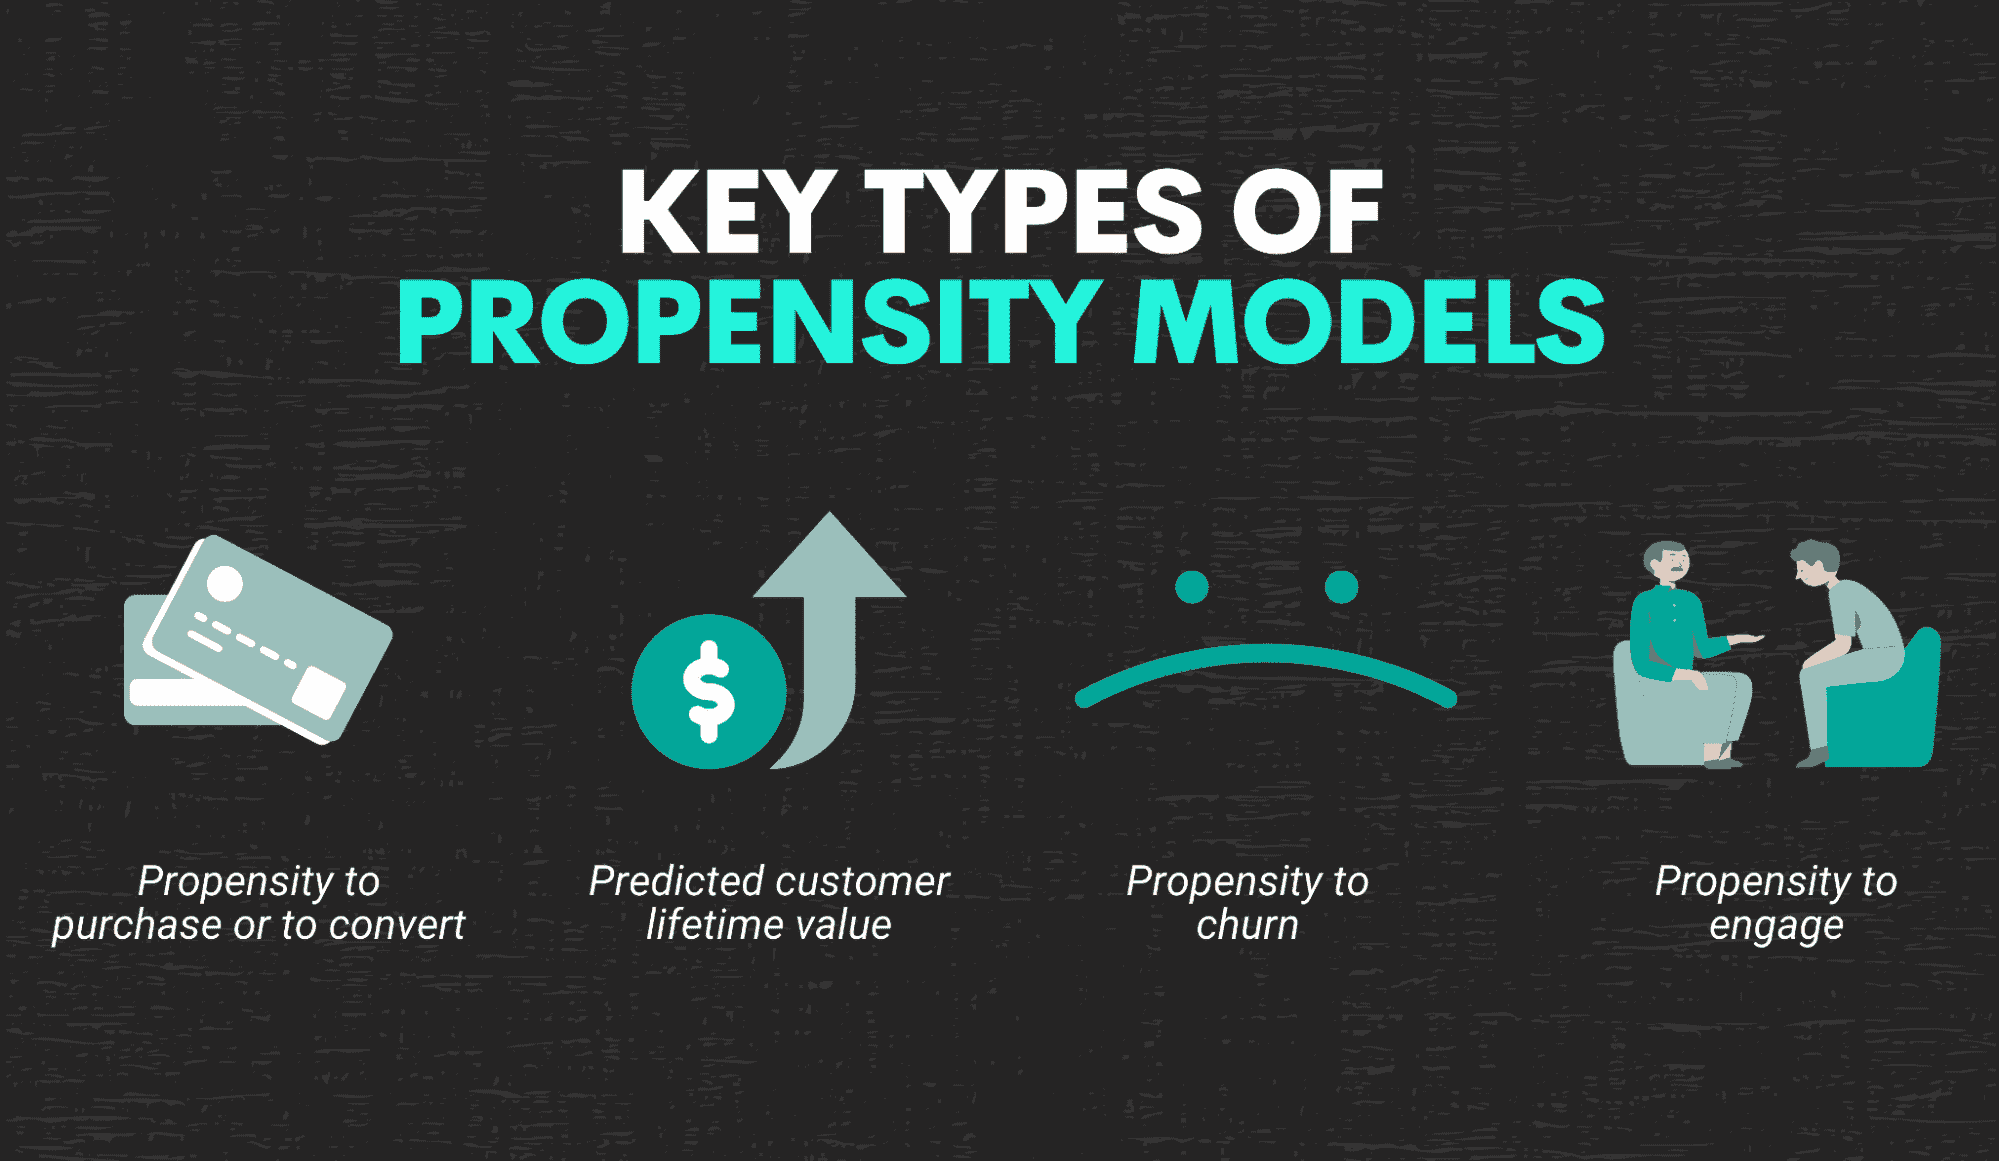 KEY TYPES OF
PROPENSITY MODELS
Propensity to
purchase or to convert
Predicted customer
lifetime value
Propensity to
churn
Propensity to
engage